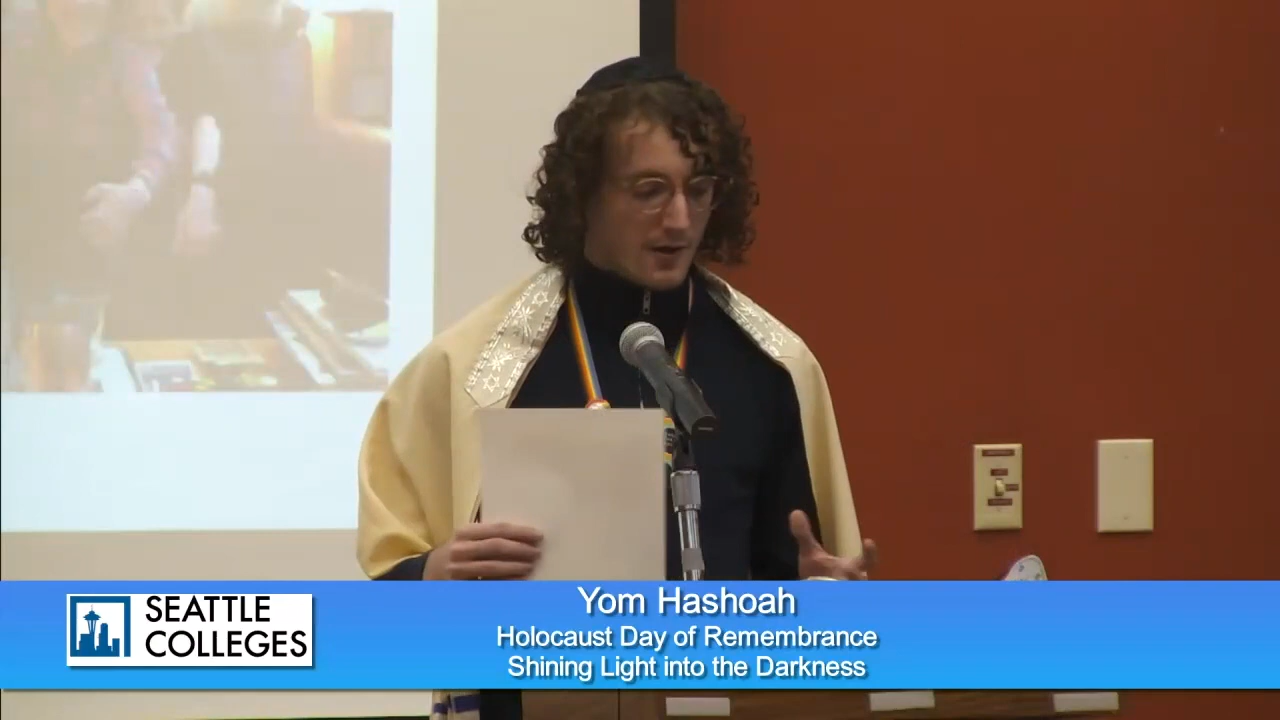 SEATTLE
COLLEGES
Yom Hashoah
Holocaust Day of Remembrance
Shining Light into the Darkness